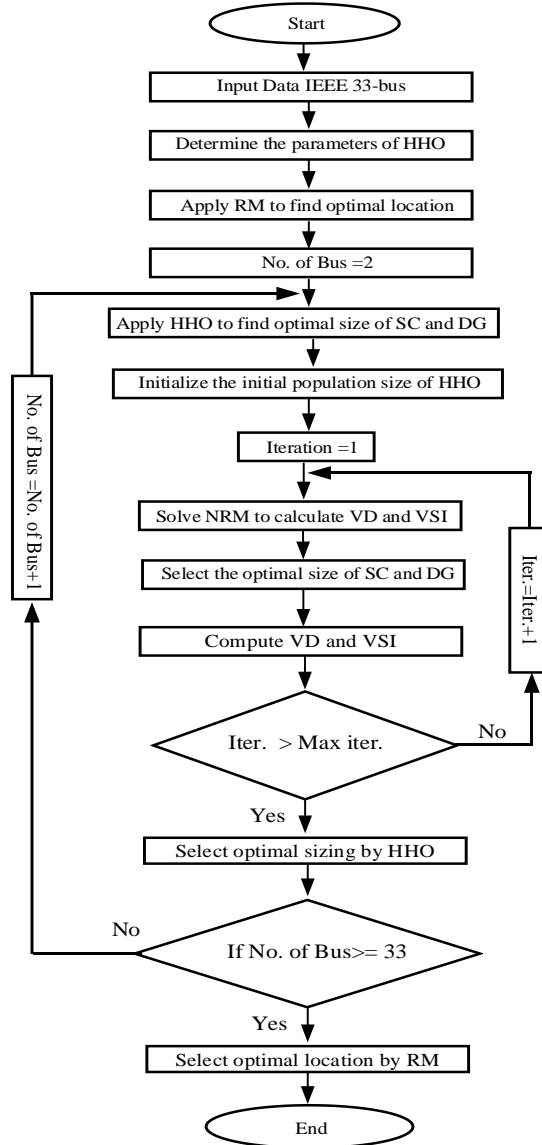 Start
Input Data IEEE 33-bus
Determine the parameters of HHO
Apply RM to find optimal location
No. of Bus =2
Apply HHO to find optimal size of SC and DG
Initialize the initial population size of HHO
Iteration =1
Solve NRM to calculate VD and VSI
Select the optimal size of SC and DG
Compute VD and VSI
Iter. > Max iter.
No
Iter.=Iter.+1
Yes
Select optimal sizing by HHO
If No. of Bus>= 33
No
No. of Bus =No. of Bus+1
Yes
Select optimal location by RM
End